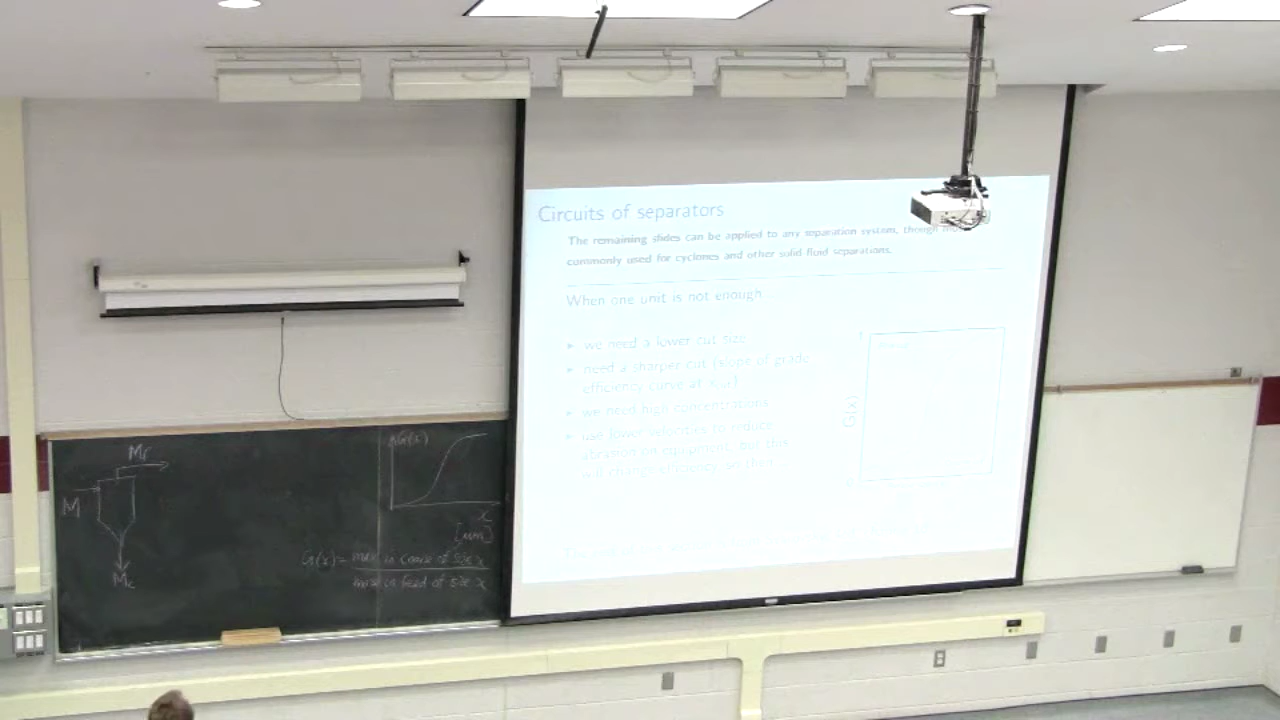 Circuits of separators
The remaining slides can be applied to any separation system, though
commonly used for cyclones and other solid fluid separations.
When one unit is not enough
▸ we need a lower cut size
▸ need a sharper cut (slope of grade
efficiency curve at
▸ we need high concentrations
▸ use lower velocities to reduce
abrasion on equipment, but this
will change efficiency, so then
1
G(x)
Mf
M
Mc
G(x)
x
[μm]
G(x) = mass in coarse of size x
mass in feed of size x